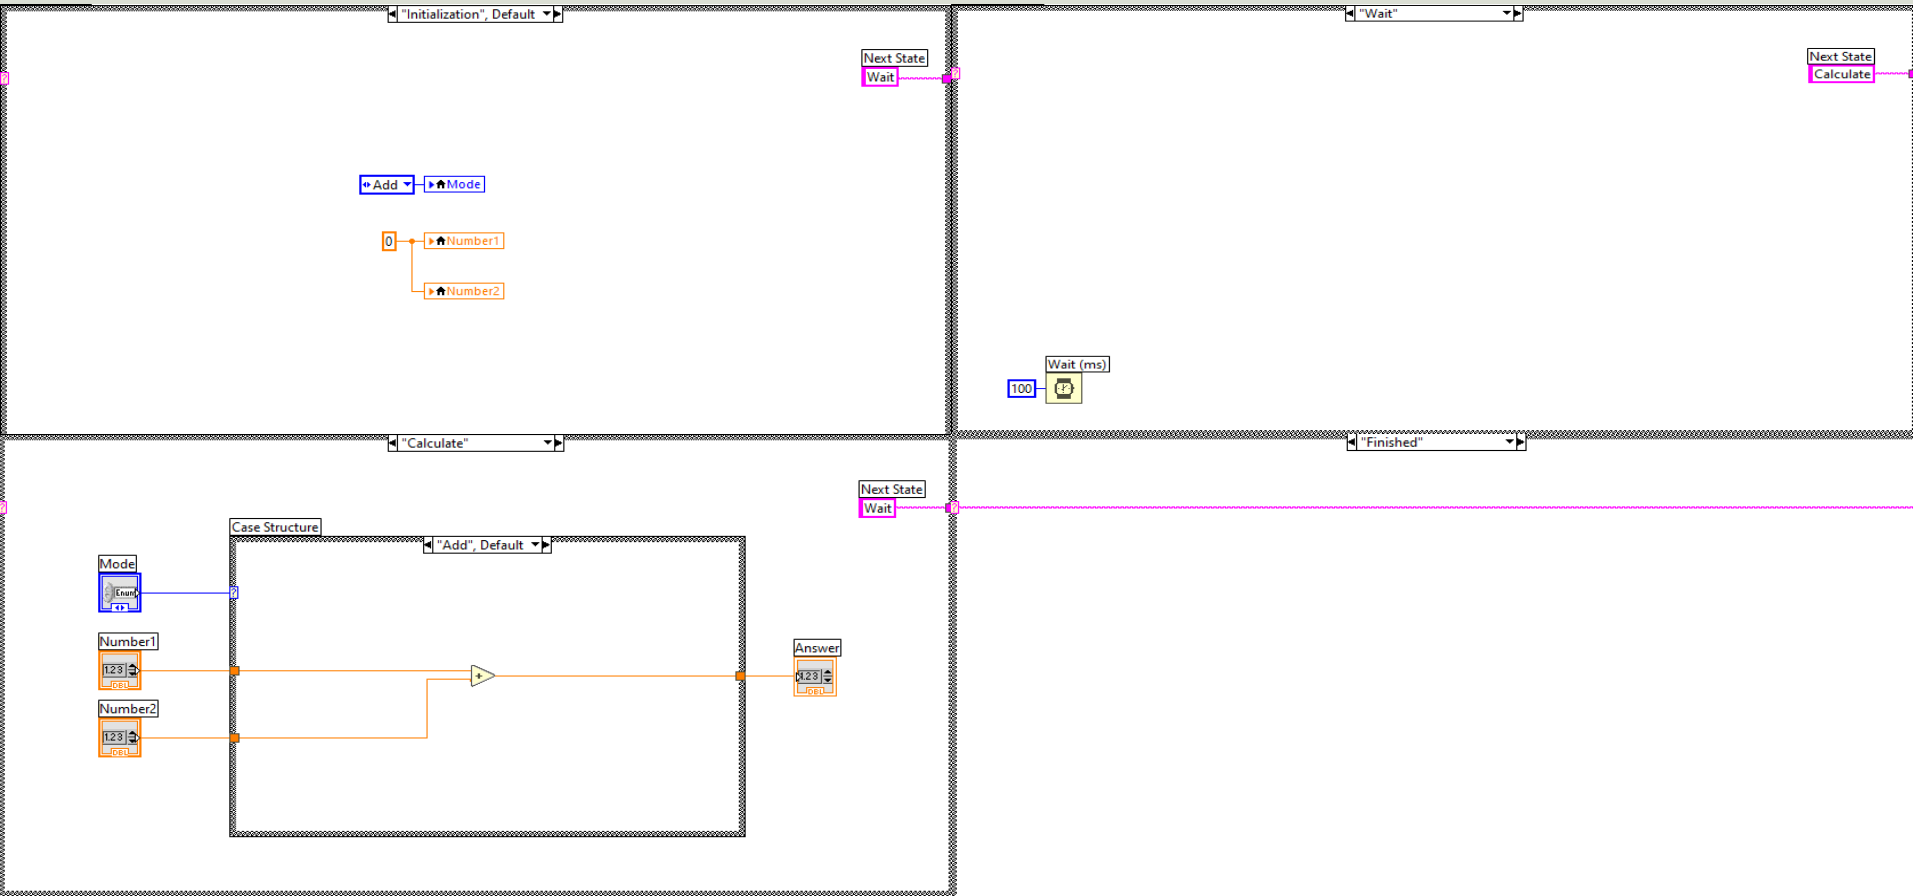 "Initialization", Default
Next State
Wait
Add
Mode
0
Number1
Number2
"Wait"
Next State
Calculate
Wait (ms)
100
"Calculate"
Next State
Wait
Case Structure
"Add", Default
Mode
Enum
?
Number1
1.23
DBL
+
Answer
1.23
DBL
Number2
1.23
DBL
"Finished"
?
?
?
?